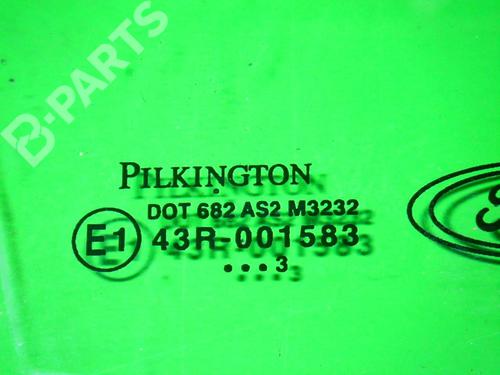 B-PARTS
PILKINGTON
DOT 682 AS2 M3232
E1 43R-001583
...3